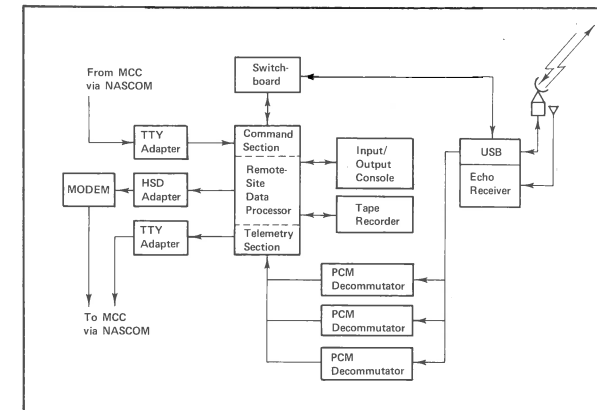 From MCC
via NASCOM
Switch-
board
TTY
Adapter
Command
Section
Input/
Output
Console
USB
Echo
Receiver
MODEM
HSD
Adapter
Remote-
Site
Data
Processor
Tape
Recorder
TTY
Adapter
Telemetry
Section
PCM
Decommutator
To MCC
via NASCOM
PCM
Decommutator
PCM
Decommutator